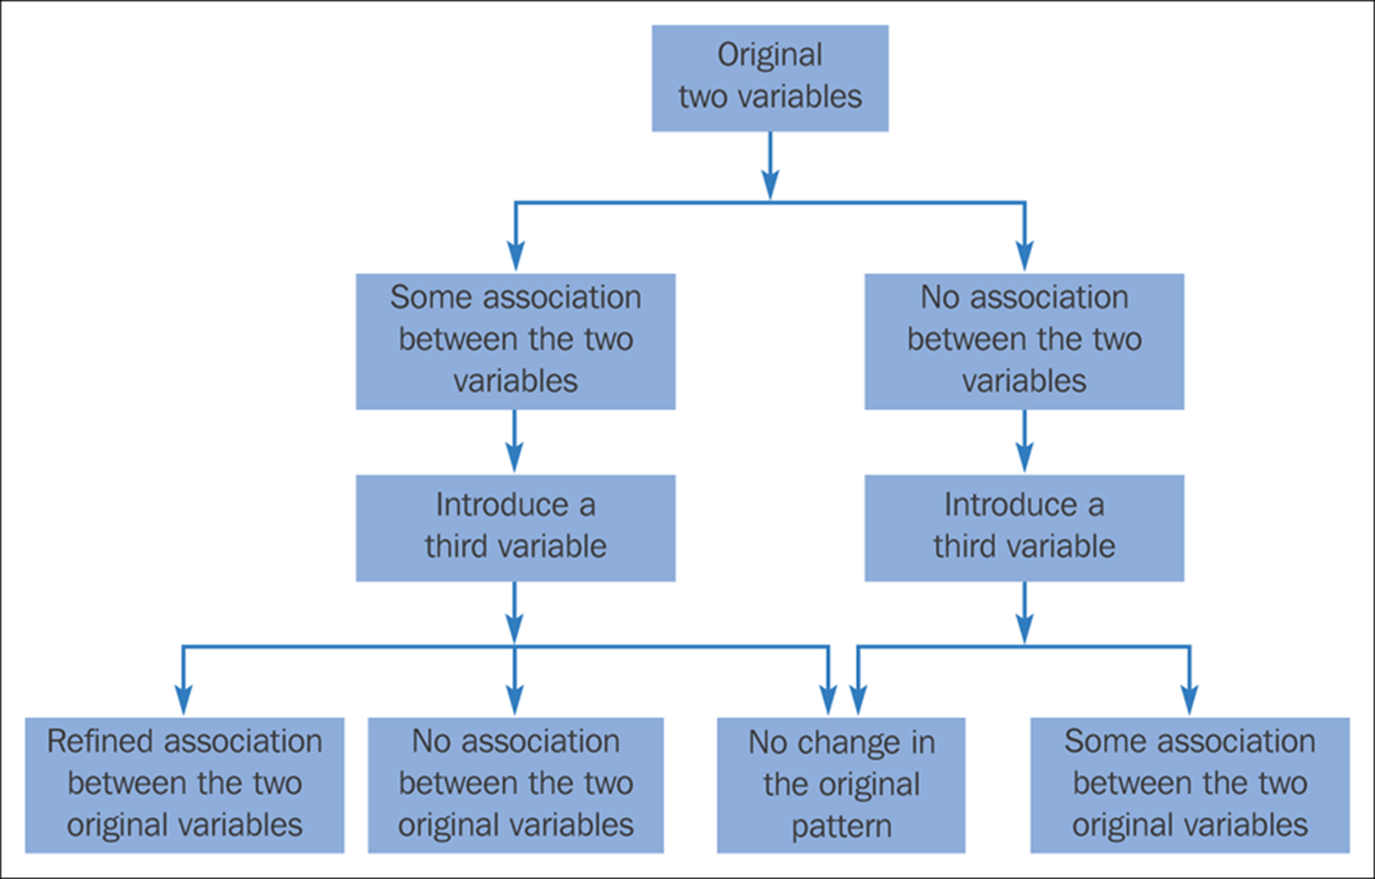 Original
two variables
Some association
between the two
variables
No association
between the two
variables
Introduce a
third variable
Introduce a
third variable
Refined association
between the two
original variables
No association
between the two
original variables
No change in
the original
pattern
Some association
between the two
original variables